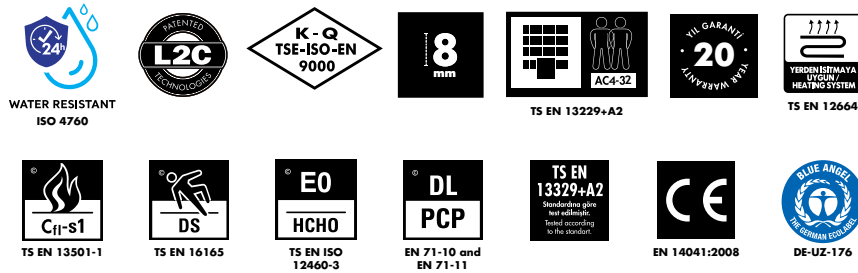 24h
WATER RESISTANT
ISO 4760
PATENTED
L2C
TECHNOLOGIES
K - Q
TSE-ISO-EN
9000
8
mm
AC4-32
TS EN 13229+A2
YIL GARANTİ
20
YEAR WARRANTY
YERDEN ISITMAYA
UYGUN /
HEATING SYSTEM
TS EN 12664
©
Cfl-s1
TS EN 13501-1
©
DS
TS EN 16165
©
E0
HCHO
TS EN ISO
12460-3
©
DL
PCP
EN 71-10 and
EN 71-11
TS EN
13329+A2
Standardına göre
test edilmiştir.
Tested according
to the standart.
CE
EN 14041:2008
BLUE ANGEL
THE GERMAN ECOLABEL
DE-UZ-176